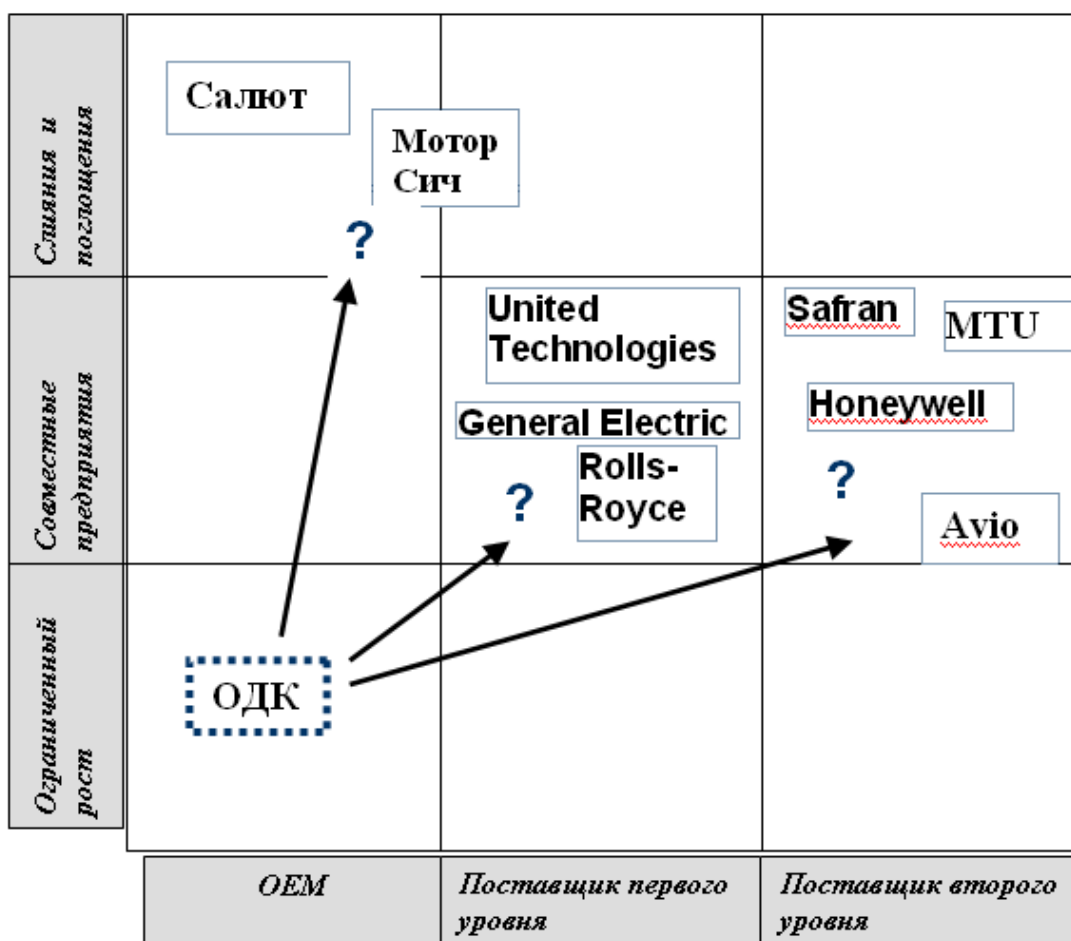 Слияния и
поглощения
Салют
Мотор
Сич
?
Совместные
предприятия
United
Technologies
General Electric
Rolls-
Royce
?
Safran
MTU
Honeywell
?
Avio
Ограниченный
рост
ОДК
OEM
Поставщик первого
уровня
Поставщик второго
уровня